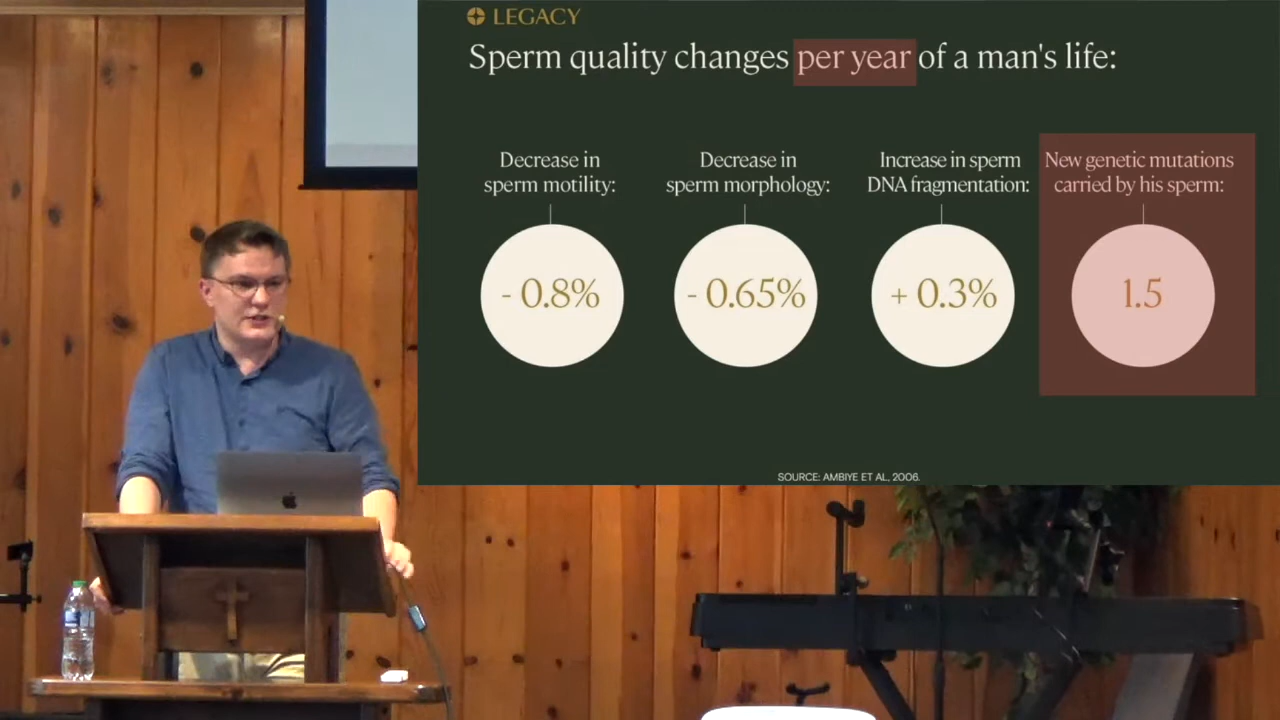 LEGACY
Sperm quality changes per year of a man's life:
Decrease in
sperm motility:
- 0.8%
Decrease in
sperm morphology:
- 0.65%
Increase in sperm
DNA fragmentation:
+ 0.3%
New genetic mutations
carried by his sperm:
1.5
SOURCE: AMBIYE ET AL, 2006.